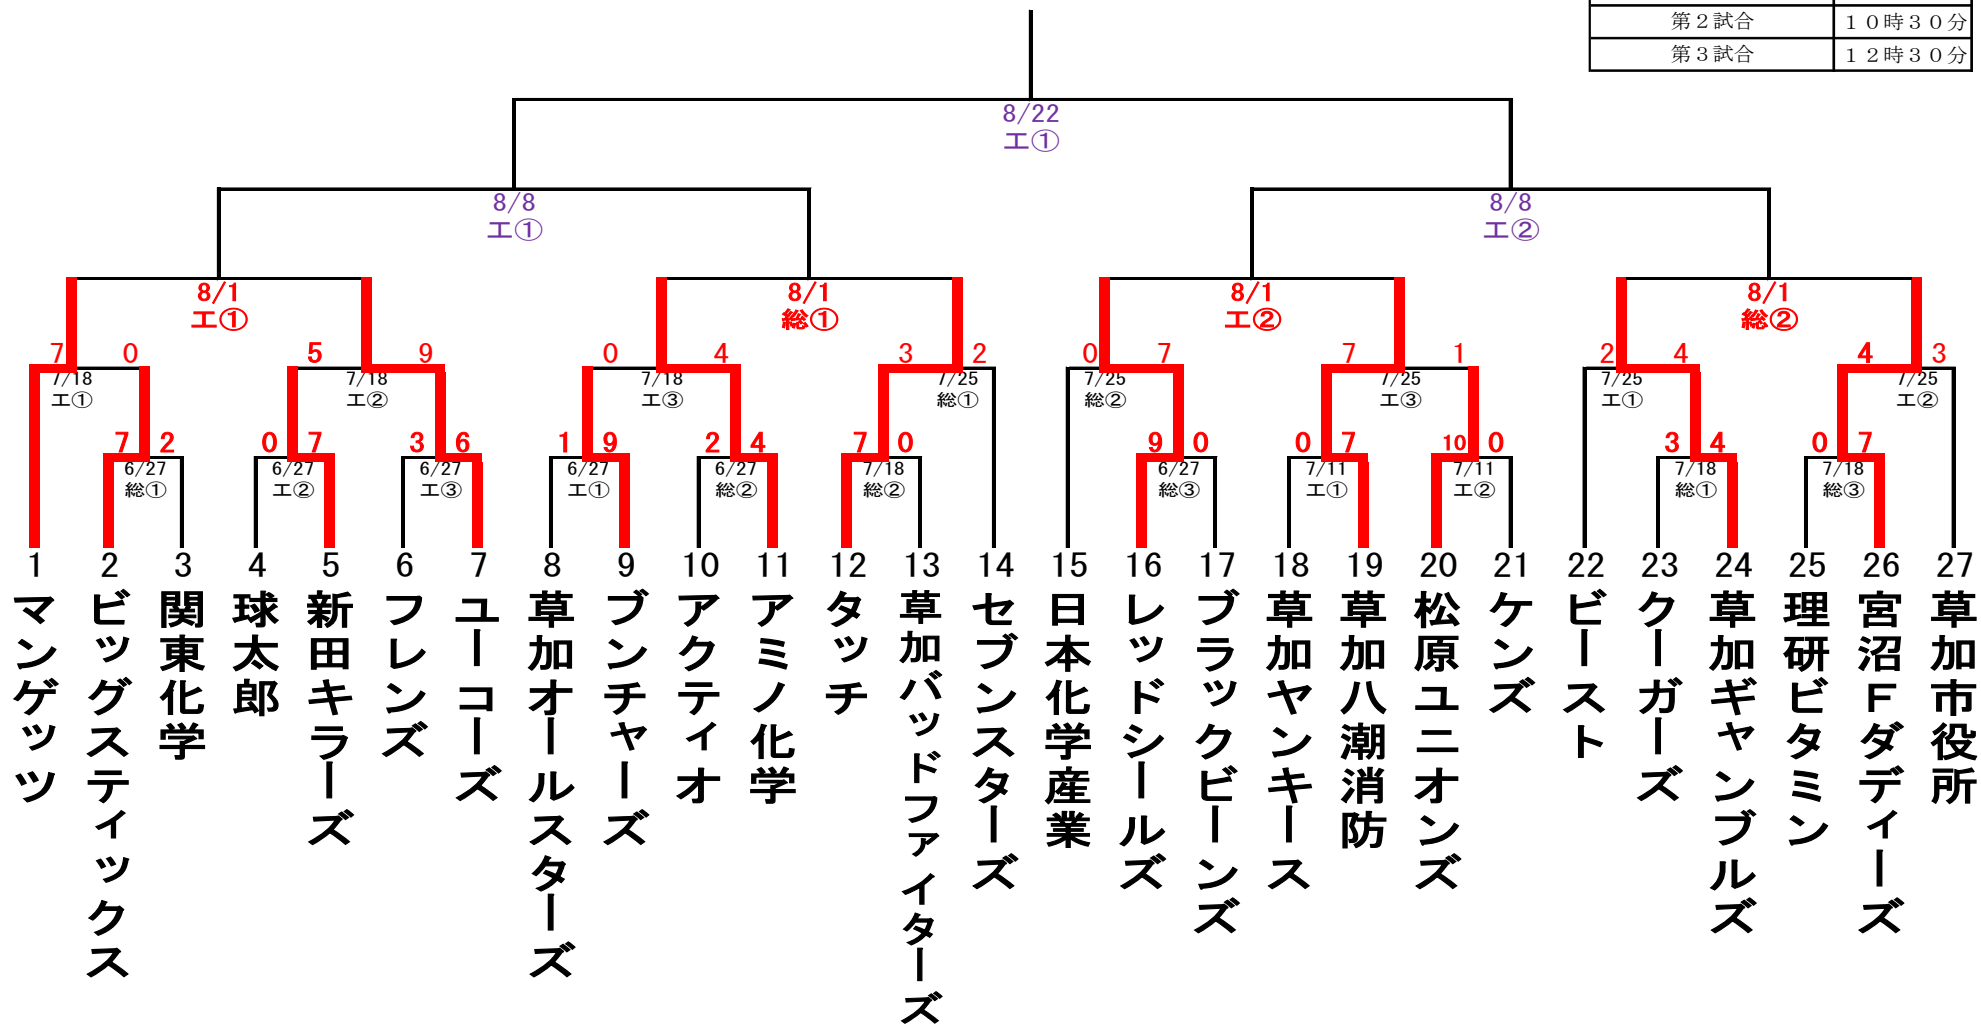 第２試合 １０時３０分
第３試合 １２時３０分
8/22
エ①
8/8 8/8
エ① エ②
8/1 8/1 8/1 8/1
エ① 総① エ② 総②
7 0 5 9 0 4 3 2 0 7 7 1 2 4 4 3
7/18 7/18 7/18 7/25 7/25 7/25 7/25 7/25
エ① エ② エ③ 総① 総② エ③ エ① エ②
7 2 0 7 3 6 1 9 2 4 7 0 9 0 0 7 10 0 3 4 0 7
6/27 6/27 6/27 6/27 6/27 7/18 6/27 7/11 7/11 7/18 7/18
総① エ② エ③ エ① 総② 総② 総③ エ① エ② 総① 総③
1 2 3 4 5 6 7 8 9 10 11 12 13 14 15 16 17 18 19 20 21 22 23 24 25 26 27
マンゲッツ
ビッグスティックス
関東化学
球太郎
新田キラーズ
フレンズ
ユーコーズ
草加オールスターズ
ブンチャーズ
アクティオ
アミノ化学
タッチ
草加バッドファイターズ
セブンスターズ
日本化学産業
レッドシールズ
ブラックビーンズ
草加ヤンキース
草加八潮消防
松原ユニオンズ
ケンズ
ビースト
クーガーズ
草加ギャンブルズ
理研ビタミン
宮沼Ｆダディーズ
草加市役所